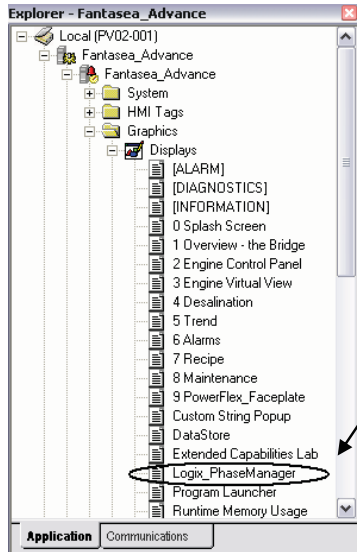 Explorer - Fantasea_Advance
Local (PV02-001)
Fantasea_Advance
Fantasea_Advance
System
HMI Tags
Graphics
Displays
[ALARM]
[DIAGNOSTICS]
[INFORMATION]
0 Splash Screen
1 Overview - the Bridge
2 Engine Control Panel
3 Engine Virtual View
4 Desalination
5 Trend
6 Alarms
7 Recipe
8 Maintenance
9 PowerFlex_Faceplate
Custom String Popup
DataStore
Extended Capabilities Lab
Logix_PhaseManager
Program Launcher
Runtime Memory Usage
Application Communications